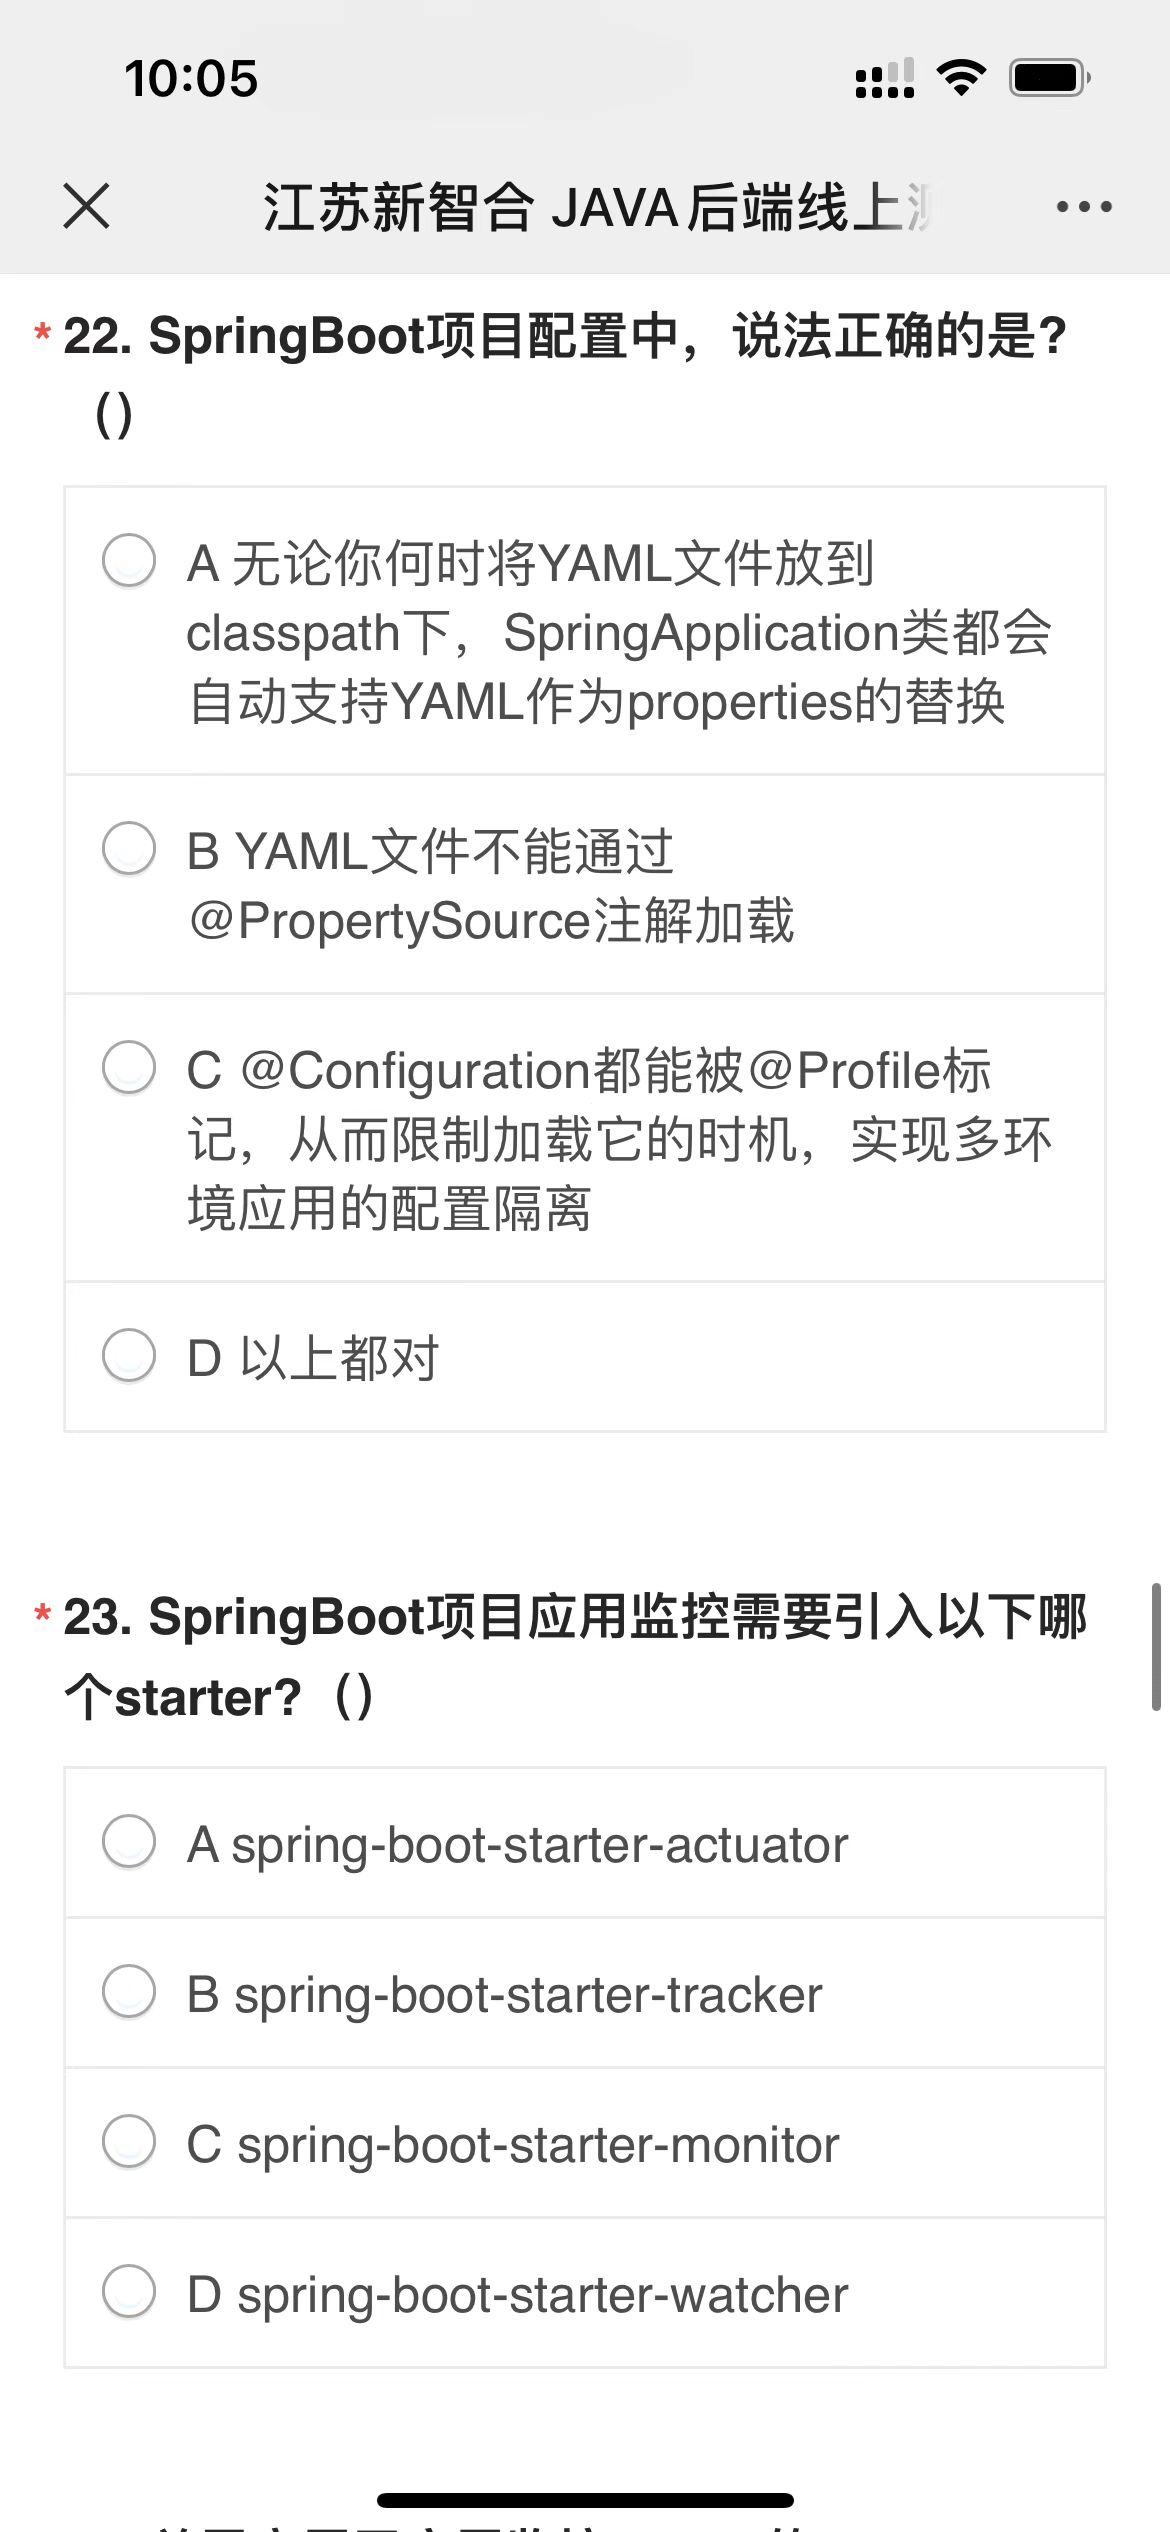 10:05
江苏新智合 JAVA后端线上
* 22. SpringBoot项目配置中，说法正确的是?
()
A 无论你何时将YAML文件放到
classpath下，SpringApplication类都会
自动支持YAML作为properties的替换
B YAML文件不能通过
@PropertySource注解加载
C @Configuration都能被@Profile标
记，从而限制加载它的时机，实现多环
境应用的配置隔离
D 以上都对
* 23. SpringBoot项目应用监控需要引入以下哪
个starter?（）
A spring-boot-starter-actuator
B spring-boot-starter-tracker
C spring-boot-starter-monitor
D spring-boot-starter-watcher